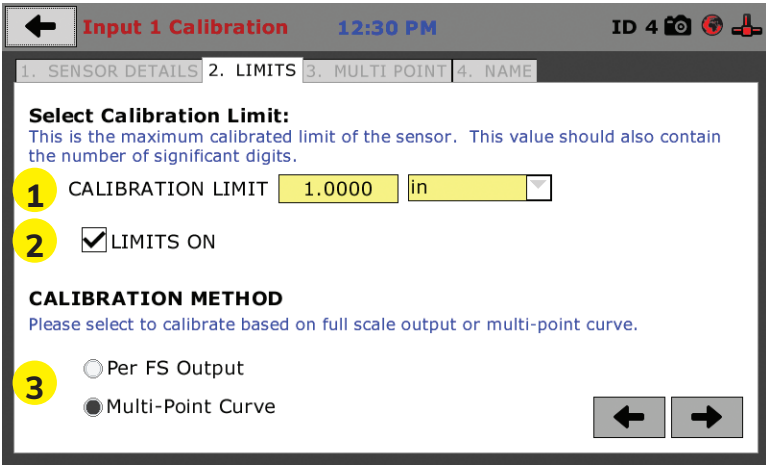 Input 1 Calibration 12:30 PM ID 4
1. SENSOR DETAILS 2. LIMITS 3. MULTI POINT 4. NAME
Select Calibration Limit:
This is the maximum calibrated limit of the sensor. This value should also contain
the number of significant digits.
1 CALIBRATION LIMIT 1.0000 in
2 LIMITS ON
CALIBRATION METHOD
Please select to calibrate based on full scale output or multi-point curve.
Per FS Output
3
Multi-Point Curve